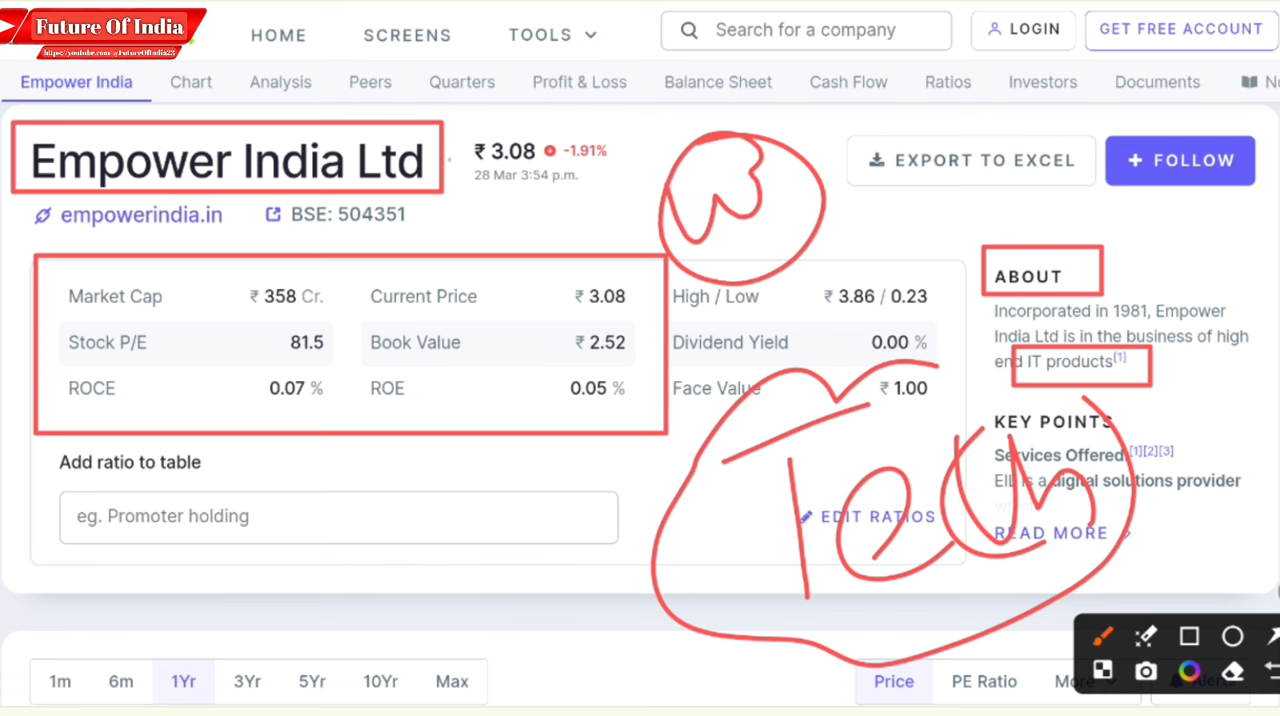 Future Of India
https://youtube.com/@FutureOfIndia23
HOME SCREENS TOOLS Search for a company LOGIN GET FREE ACCOUNT
Empower India Chart Analysis Peers Quarters Profit & Loss Balance Sheet Cash Flow Ratios Investors Documents
Empower India Ltd ₹ 3.08 -1.91%
28 Mar 3:54 p.m.
EXPORT TO EXCEL + FOLLOW
empowerindia.in BSE: 504351
Market Cap ₹ 358 Cr. Current Price ₹ 3.08 High / Low ₹ 3.86 / 0.23
Stock P/E 81.5 Book Value ₹ 2.52 Dividend Yield 0.00 %
ROCE 0.07 % ROE 0.05 % Face Value ₹ 1.00
Add ratio to table
eg. Promoter holding
EDIT RATIOS
ABOUT
Incorporated in 1981, Empower
India Ltd is in the business of high
end IT products[1]
KEY POINTS
Services Offered [1][2][3]
EIL is a digital solutions provider
READ MORE
Tech
1m 6m 1Yr 3Yr 5Yr 10Yr Max Price PE Ratio More Alerts